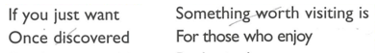 If you just want
Once discovered
Something worth visiting is
For those who enjoy